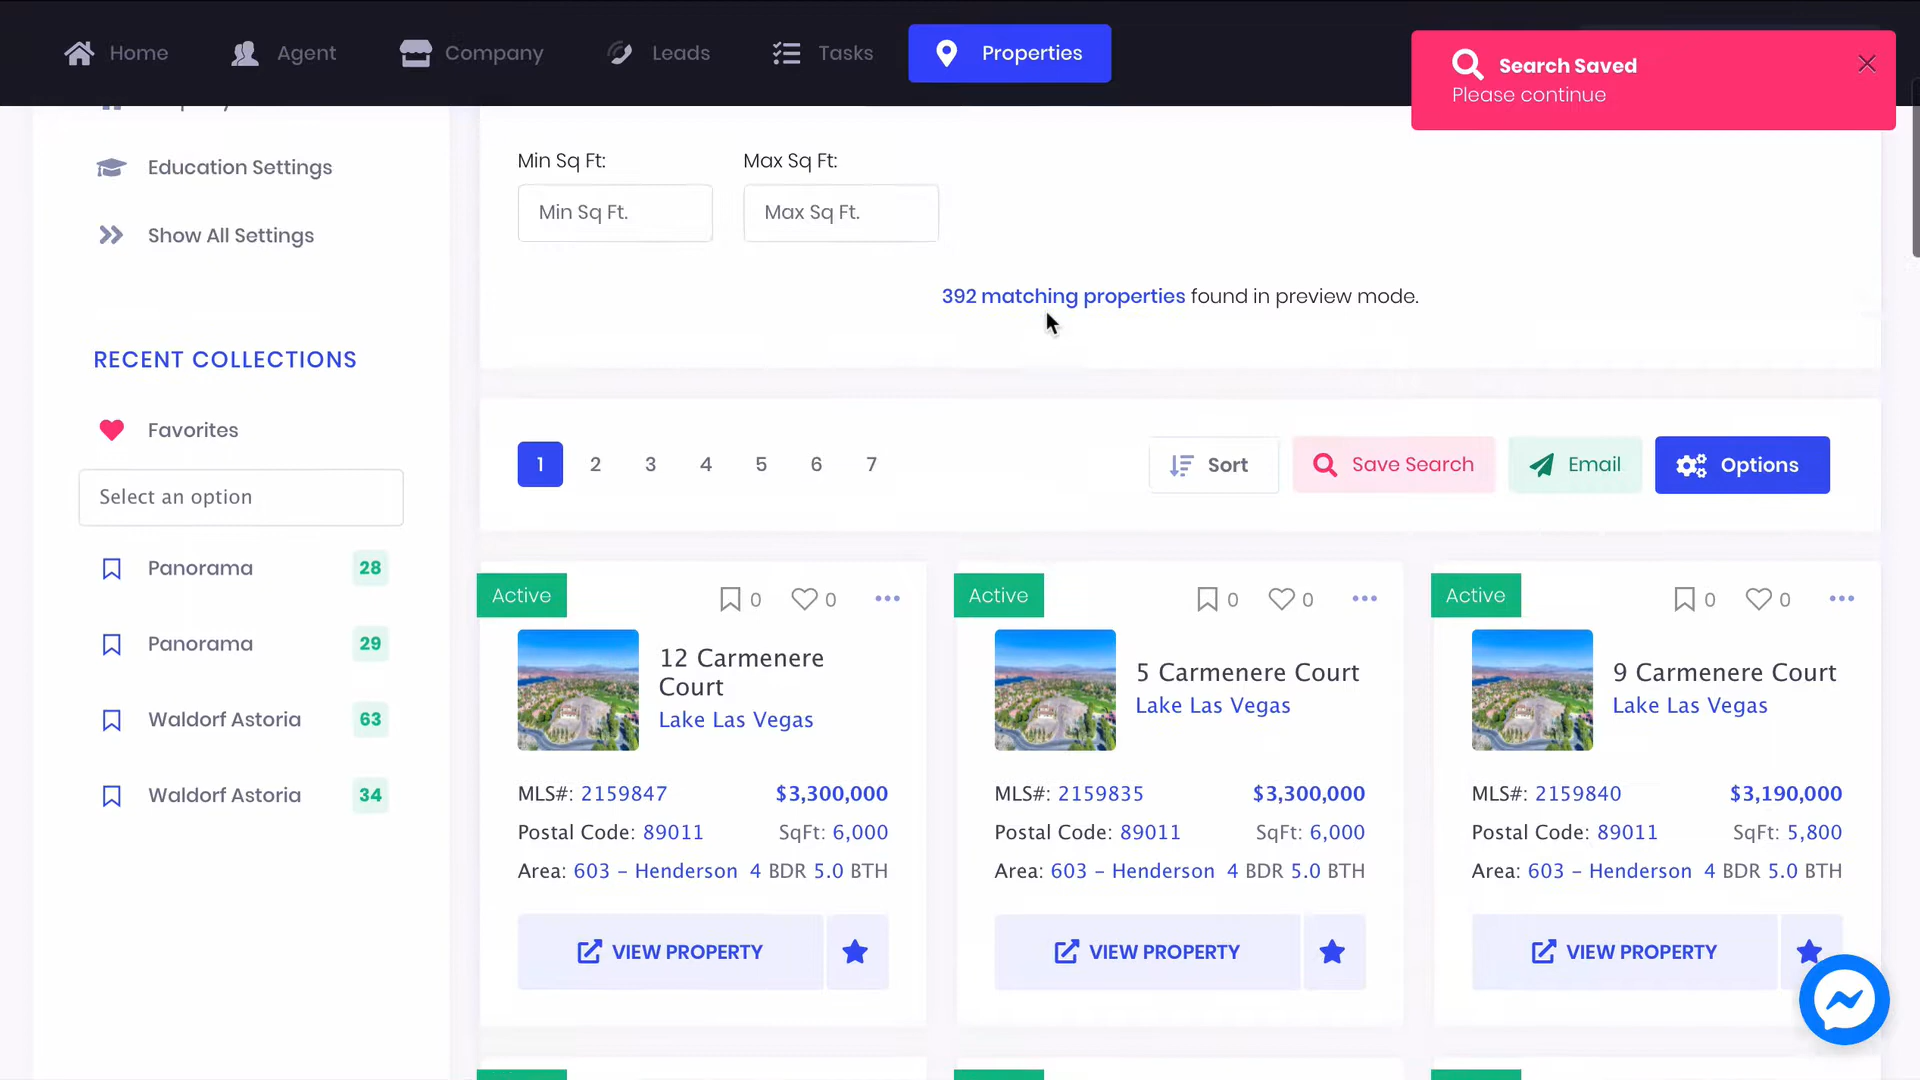 Home
Agent
Company
Leads
Tasks
Properties
Search Saved
Please continue
Education Settings
Show All Settings
RECENT COLLECTIONS
Favorites
Select an option
Panorama 28
Panorama 29
Waldorf Astoria 63
Waldorf Astoria 34
Min Sq Ft: Max Sq Ft:
Min Sq Ft. Max Sq Ft.
392 matching properties found in preview mode.
1 2 3 4 5 6 7
Sort
Save Search
Email
Options
Active 0 0
12 Carmenere
Court
Lake Las Vegas
MLS#: 2159847 $3,300,000
Postal Code: 89011 SqFt: 6,000
Area: 603 - Henderson 4 BDR 5.0 BTH
VIEW PROPERTY
Active 0 0
5 Carmenere Court
Lake Las Vegas
MLS#: 2159835 $3,300,000
Postal Code: 89011 SqFt: 6,000
Area: 603 - Henderson 4 BDR 5.0 BTH
VIEW PROPERTY
Active 0 0
9 Carmenere Court
Lake Las Vegas
MLS#: 2159840 $3,190,000
Postal Code: 89011 SqFt: 5,800
Area: 603 - Henderson 4 BDR 5.0 BTH
VIEW PROPERTY